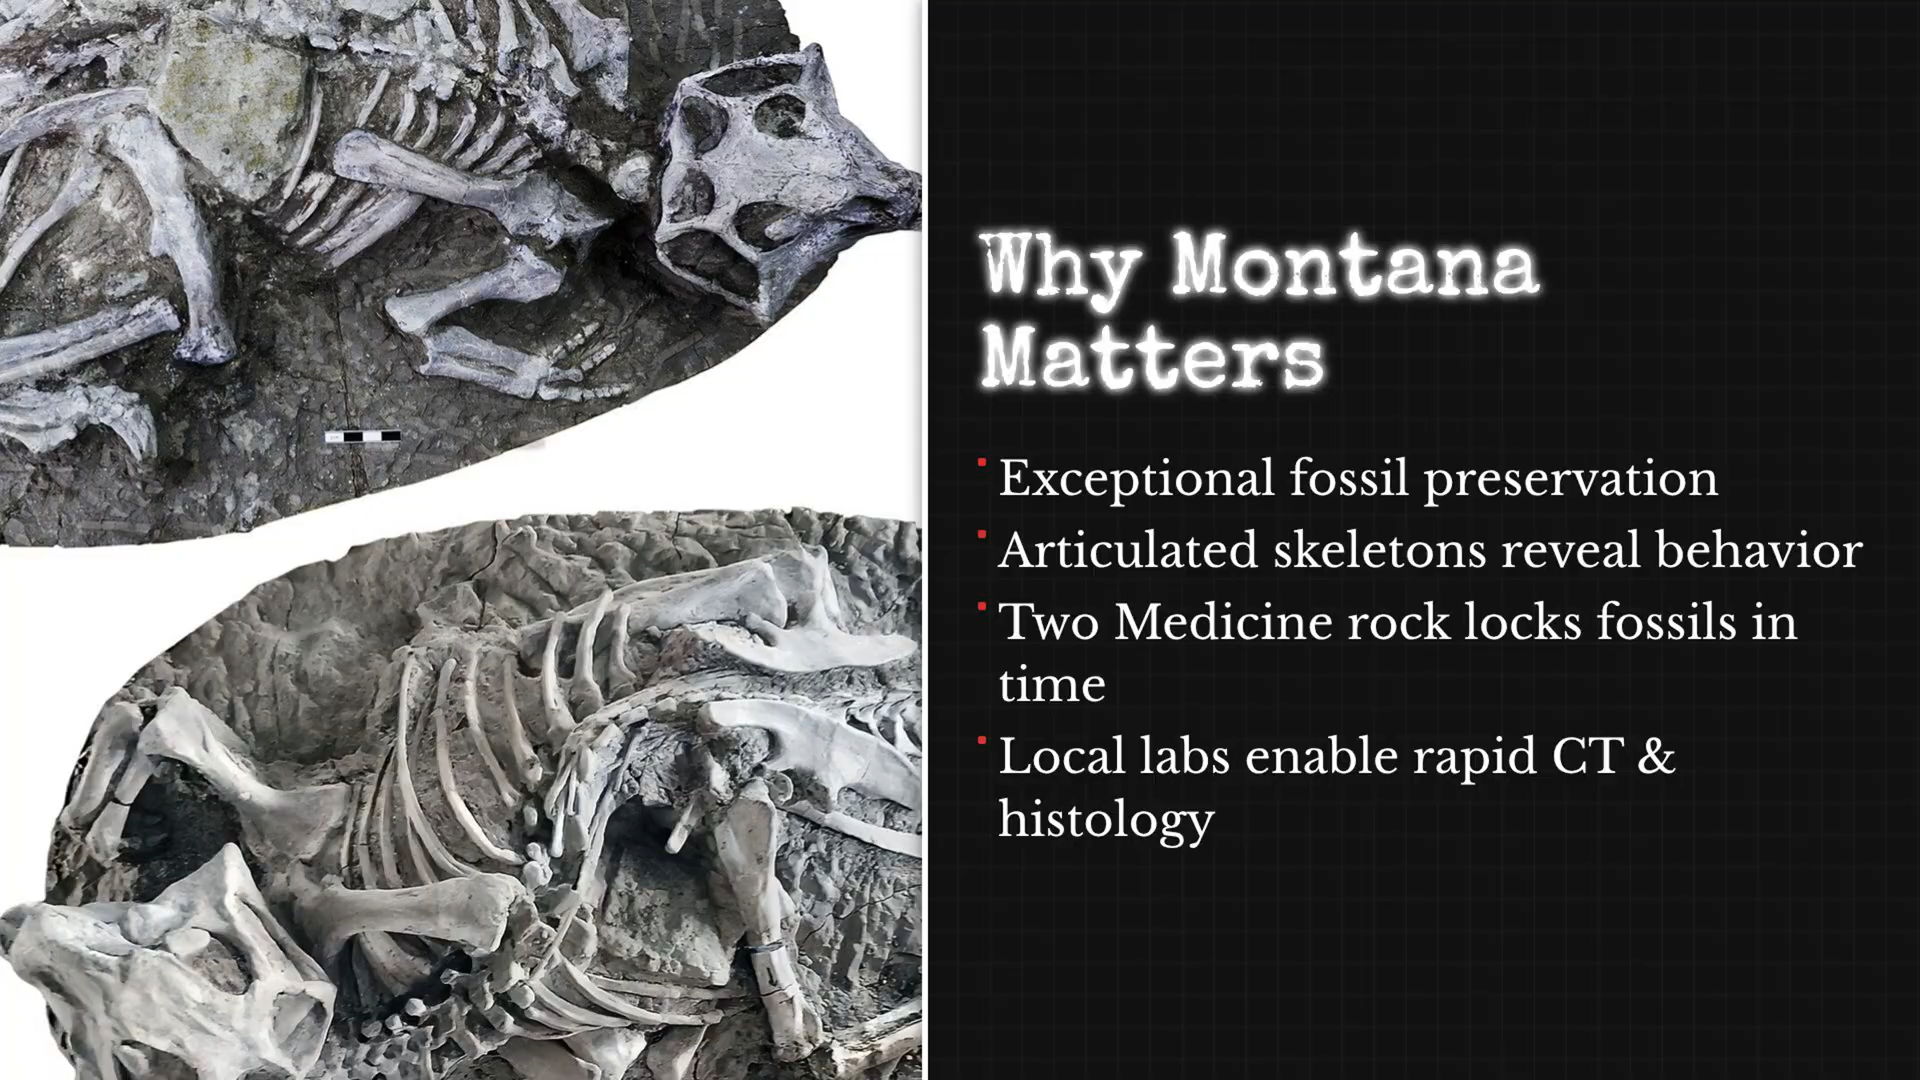 Why Montana
Matters
Exceptional fossil preservation
Articulated skeletons reveal behavior
Two Medicine rock locks fossils in
time
Local labs enable rapid CT &
histology